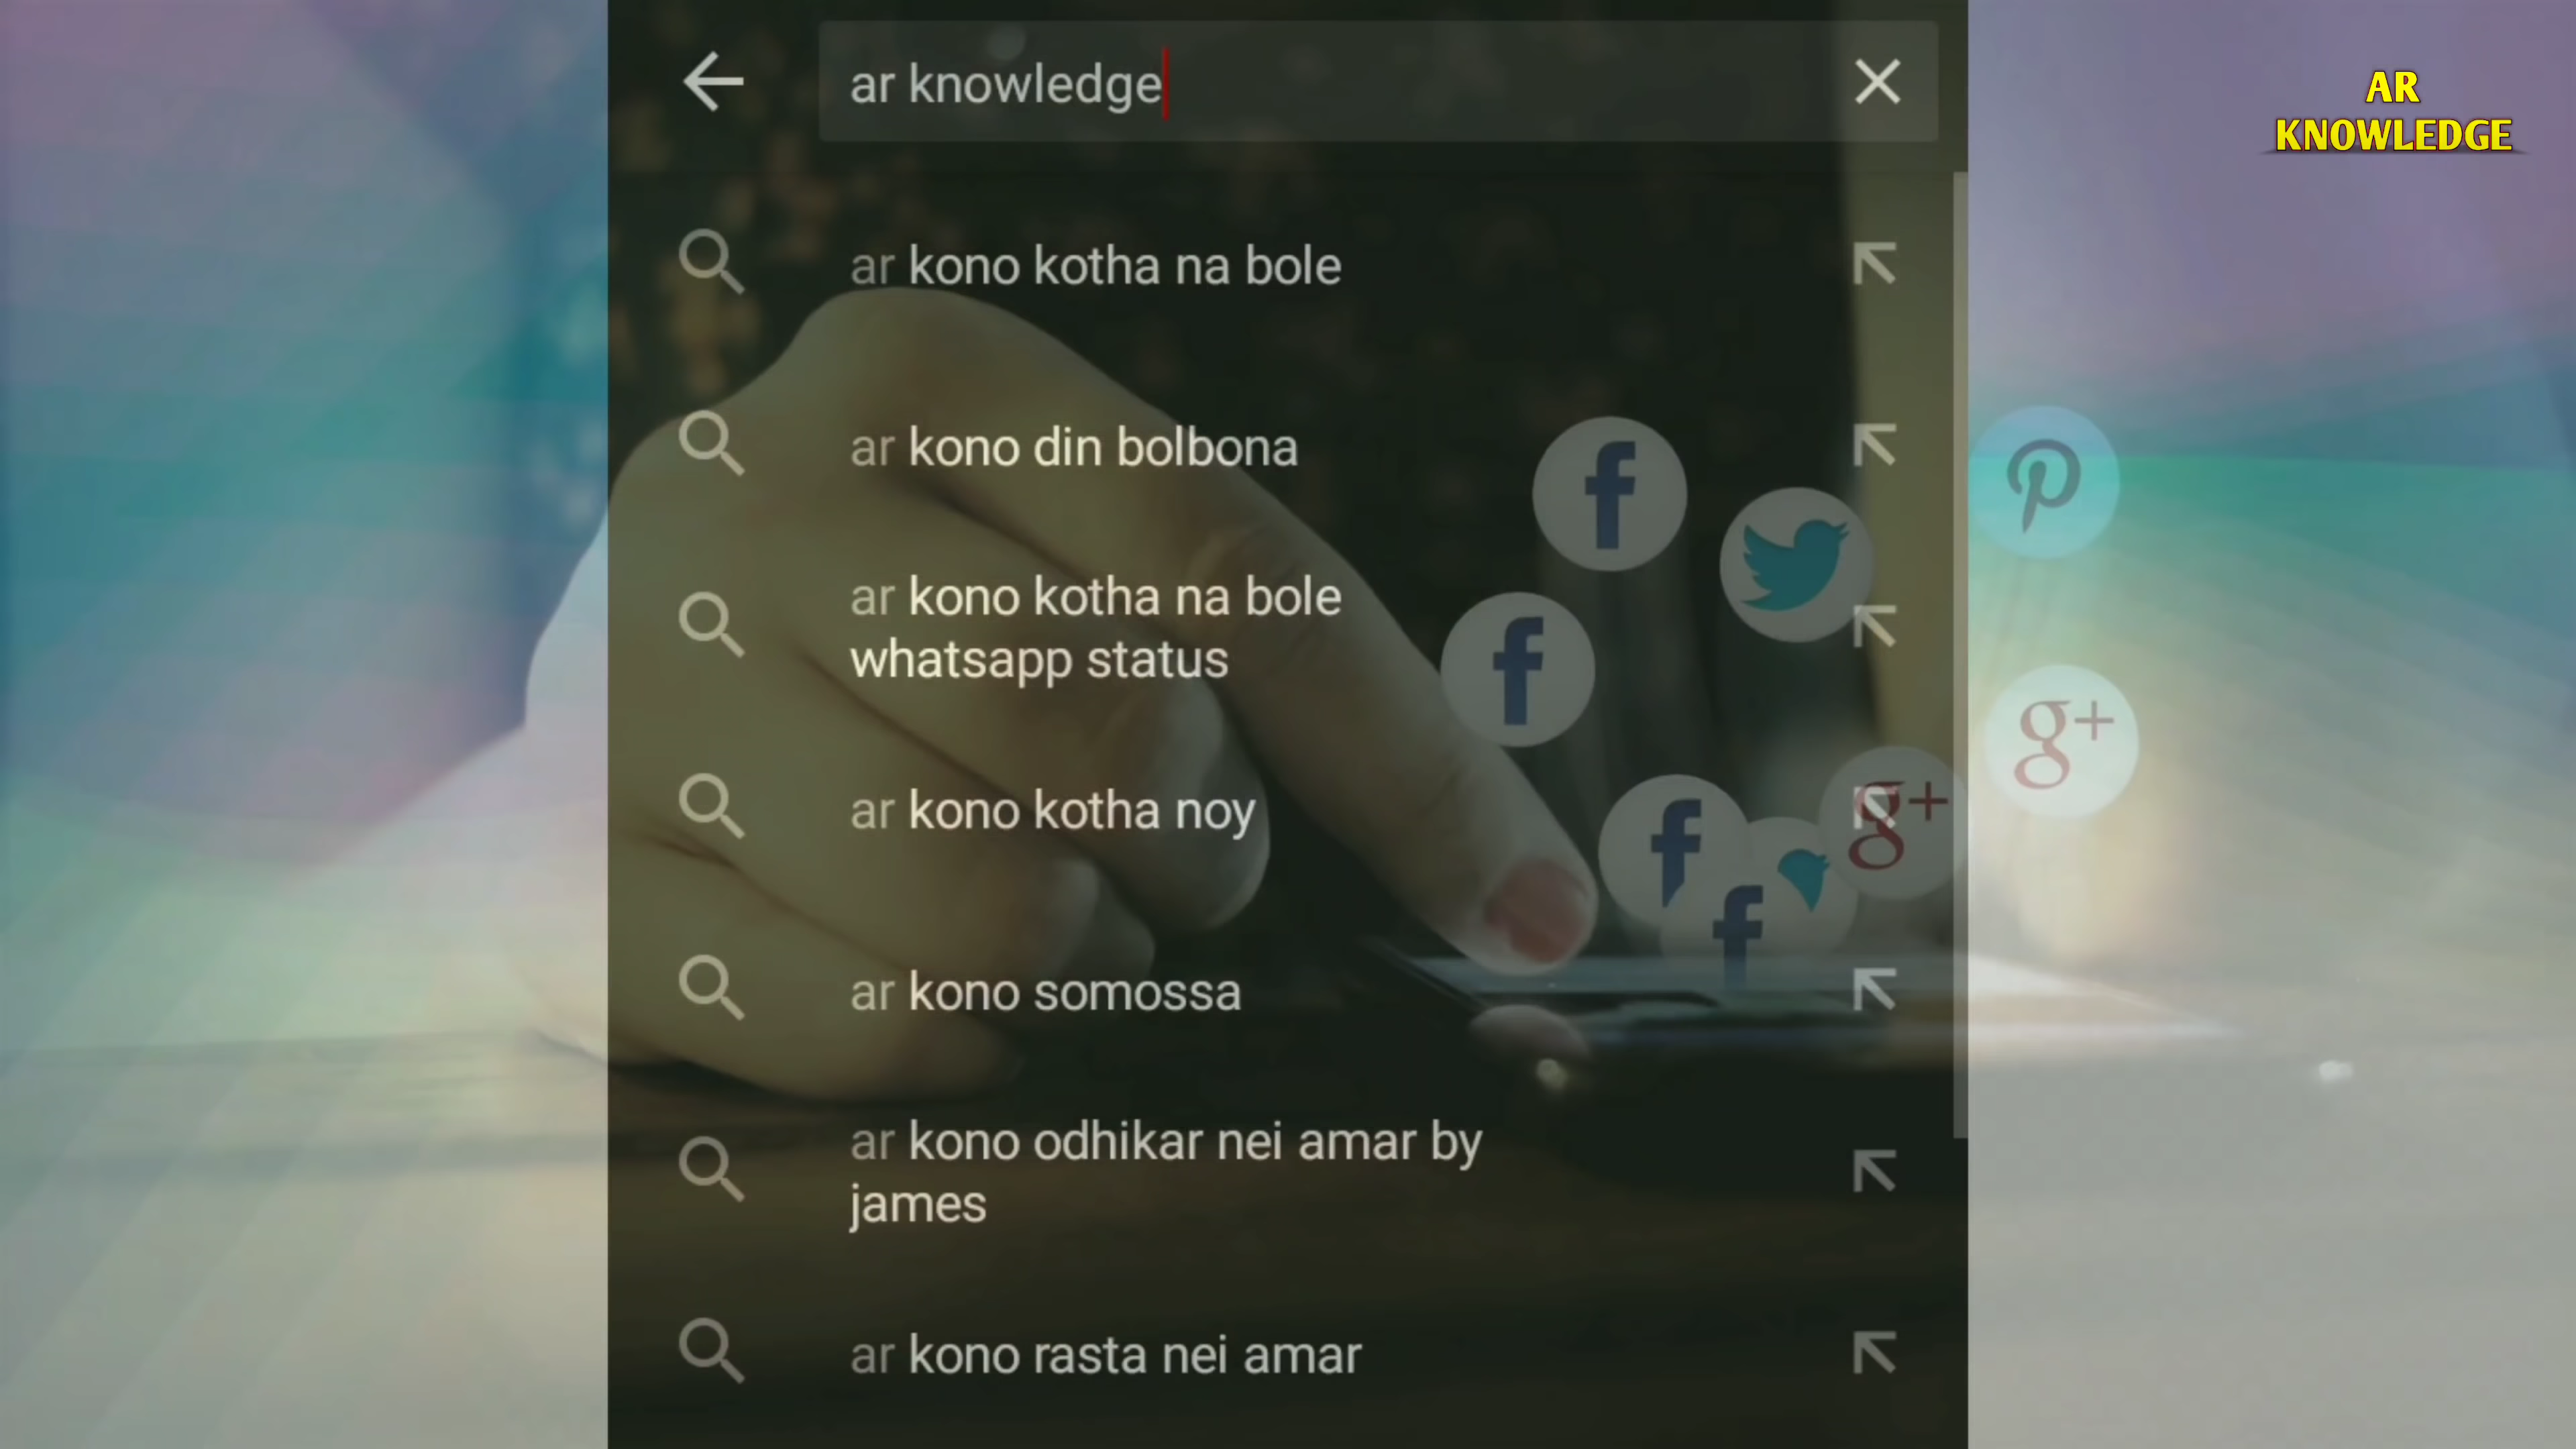 ar knowledge
AR
KNOWLEDGE
ar kono kotha na bole
ar kono din bolbona
ar kono kotha na bole
whatsapp status
ar kono kotha noy
ar kono somossa
ar kono odhikar nei amar by
james
ar kono rasta nei amar
f
f
f
f
g+
g+